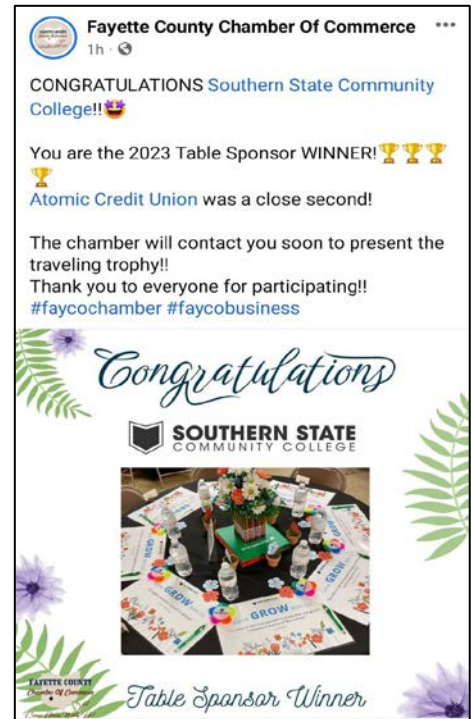 Fayette County Chamber Of Commerce
1h
CONGRATULATIONS Southern State Community
College!!🤩
You are the 2023 Table Sponsor WINNER!🏆🏆🏆
🏆
Atomic Credit Union was a close second!
The chamber will contact you soon to present the
traveling trophy!!
Thank you to everyone for participating!!
#faycochamber #faycobusiness
Congratulations
SOUTHERN STATE
COMMUNITY COLLEGE
GROW
GROW
GROW
FAYETTE COUNTY
Chamber Of Commerce
Table Sponsor Winner